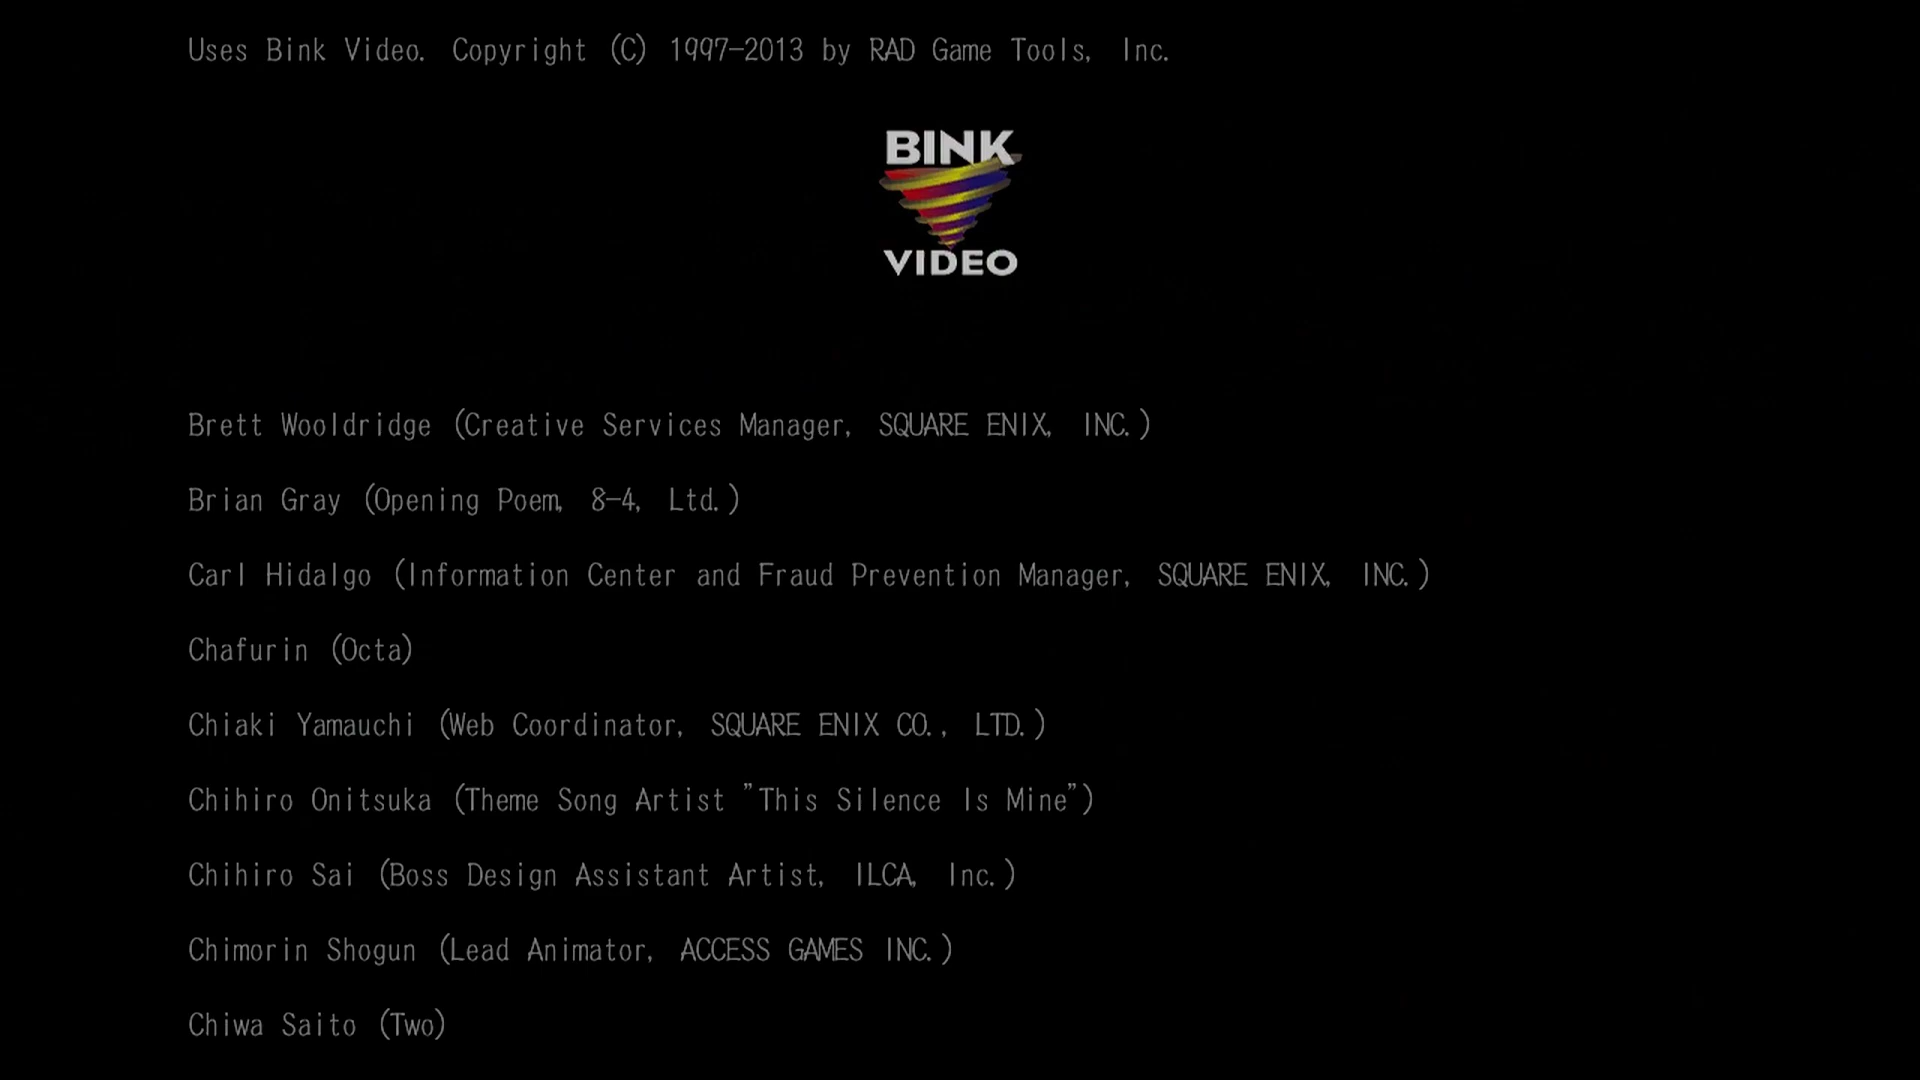 Uses Bink Video. Copyright (C) 1997-2013 by RAD Game Tools, Inc.
BINK
VIDEO
Brett Wooldridge (Creative Services Manager, SQUARE ENIX, INC.)
Brian Gray (Opening Poem, 8-4, Ltd.)
Carl Hidalgo (Information Center and Fraud Prevention Manager, SQUARE ENIX, INC.)
Chafurin (Octa)
Chiaki Yamauchi (Web Coordinator, SQUARE ENIX CO., LTD.)
Chihiro Onitsuka (Theme Song Artist "This Silence Is Mine")
Chihiro Sai (Boss Design Assistant Artist, ILCA, Inc.)
Chimorin Shogun (Lead Animator, ACCESS GAMES INC.)
Chiwa Saito (Two)